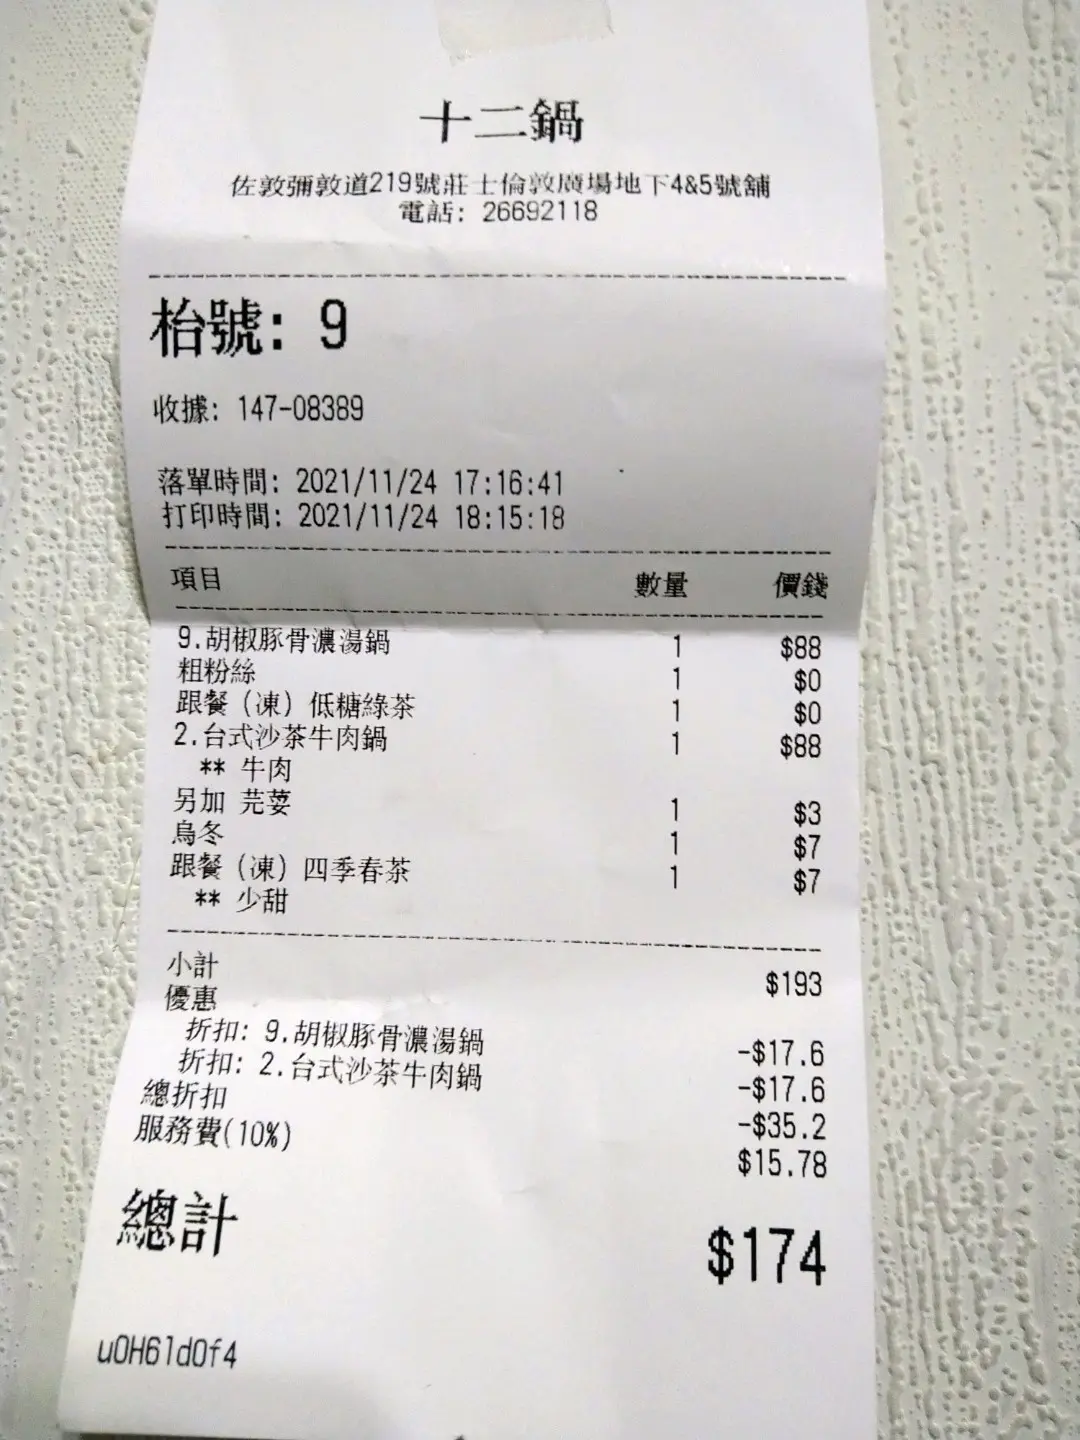 十二鍋
佐敦彌敦道219號莊士倫敦廣場地下4&5號舖
電話: 26692118
枱號: 9
收據: 147-08389
落單時間: 2021/11/24 17:16:41
打印時間: 2021/11/24 18:15:18
項目 數量 價錢
9.胡椒豚骨濃湯鍋 1 $88
粗粉絲 1 $0
跟餐（凍）低糖綠茶 1 $0
2.台式沙茶牛肉鍋 1 $88
** 牛肉
另加 芫荽 1 $3
烏冬 1 $7
跟餐（凍）四季春茶 1 $7
** 少甜
小計 $193
優惠
折扣: 9.胡椒豚骨濃湯鍋 -$17.6
折扣: 2.台式沙茶牛肉鍋 -$17.6
總折扣 -$35.2
服務費(10%) $15.78
總計 $174
u0H6ld0f4